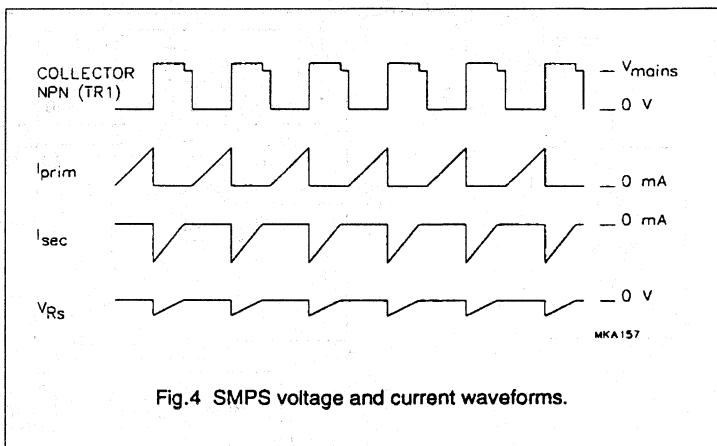 COLLECTOR
NPN (TR1)
Vmains
0 V
Iprim
0 mA
Isec
0 mA
VRs
0 V
MKA157
Fig.4 SMPS voltage and current waveforms.